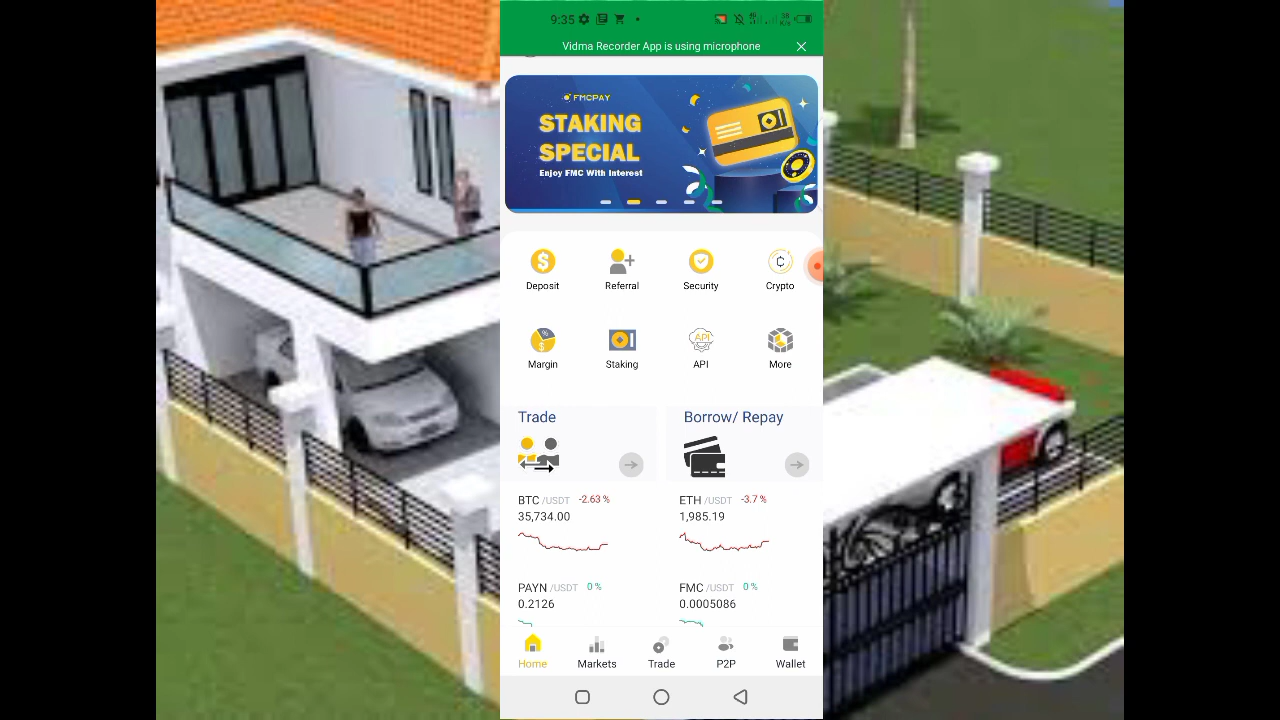 9:35
Vidma Recorder App is using microphone
FMCPAY
STAKING
SPECIAL
Enjoy FMC With Interest
Deposit
Referral
Security
Crypto
Margin
Staking
API
API
More
Trade
Borrow/ Repay
BTC /USDT -2.63 %
35,734.00
ETH /USDT -3.7 %
1,985.19
PAYN /USDT 0 %
0.2126
FMC /USDT 0 %
0.0005086
Home
Markets
Trade
P2P
Wallet